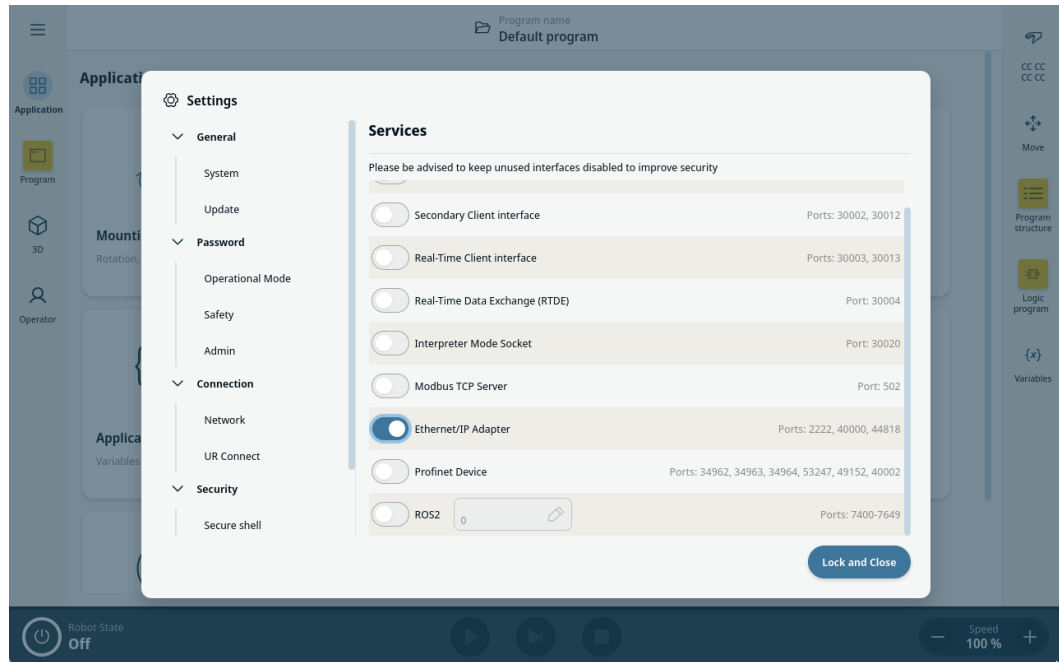 Program name
Default program
Applicati
Application
Program
3D
Operator
Mounti
Rotation,
Applica
Variables
Settings
General
System
Update
Password
Operational Mode
Safety
Admin
Connection
Network
UR Connect
Security
Secure shell
Services
Please be advised to keep unused interfaces disabled to improve security
Secondary Client interface Ports: 30002, 30012
Real-Time Client interface Ports: 30003, 30013
Real-Time Data Exchange (RTDE) Port: 30004
Interpreter Mode Socket Port: 30020
Modbus TCP Server Port: 502
Ethernet/IP Adapter Ports: 2222, 40000, 44818
Profinet Device Ports: 34962, 34963, 34964, 53247, 49152, 40002
ROS2 0 Ports: 7400-7649
Lock and Close
CC CC
CC CC
Move
Program
structure
Logic
program
{x}
Variables
Robot State
Off
Speed
100 %